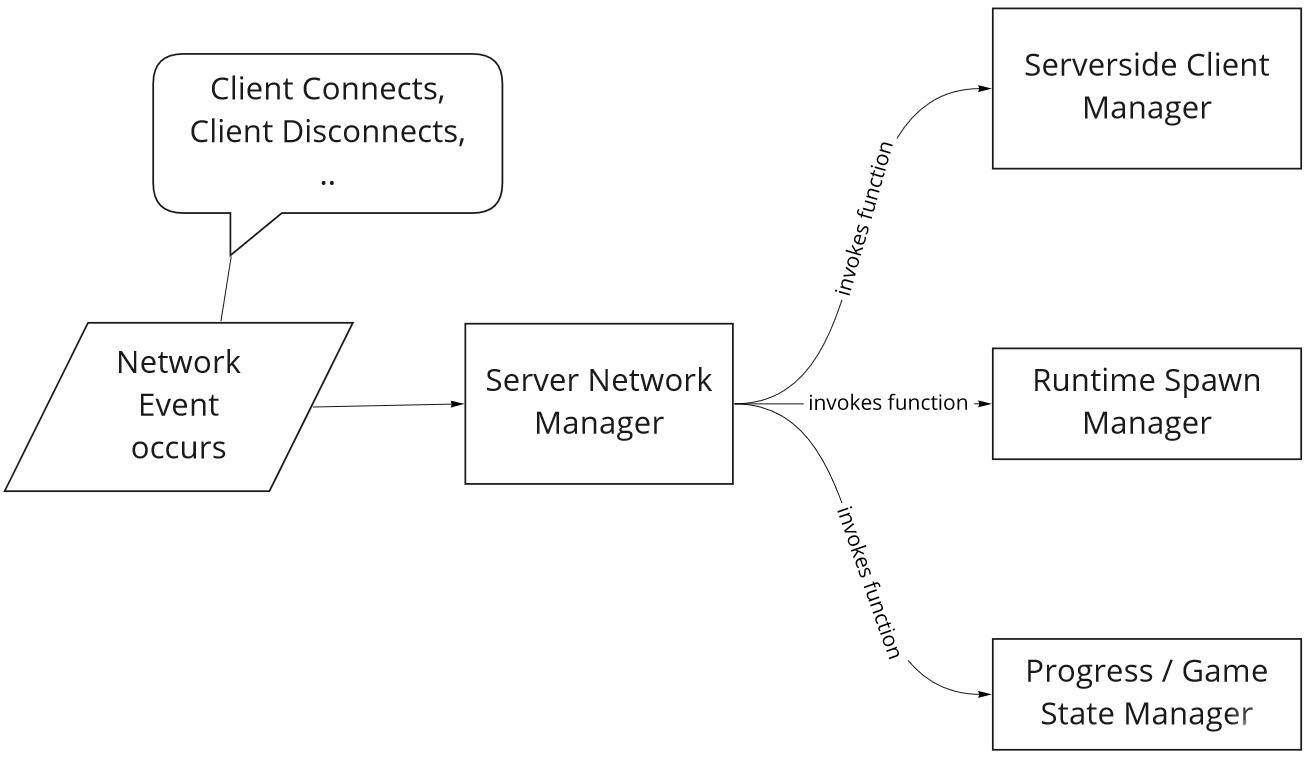 Client Connects,
Client Disconnects,
..
Network
Event
occurs
Server Network
Manager
invokes function
Serverside Client
Manager
invokes function
Runtime Spawn
Manager
invokes function
Progress / Game
State Manager